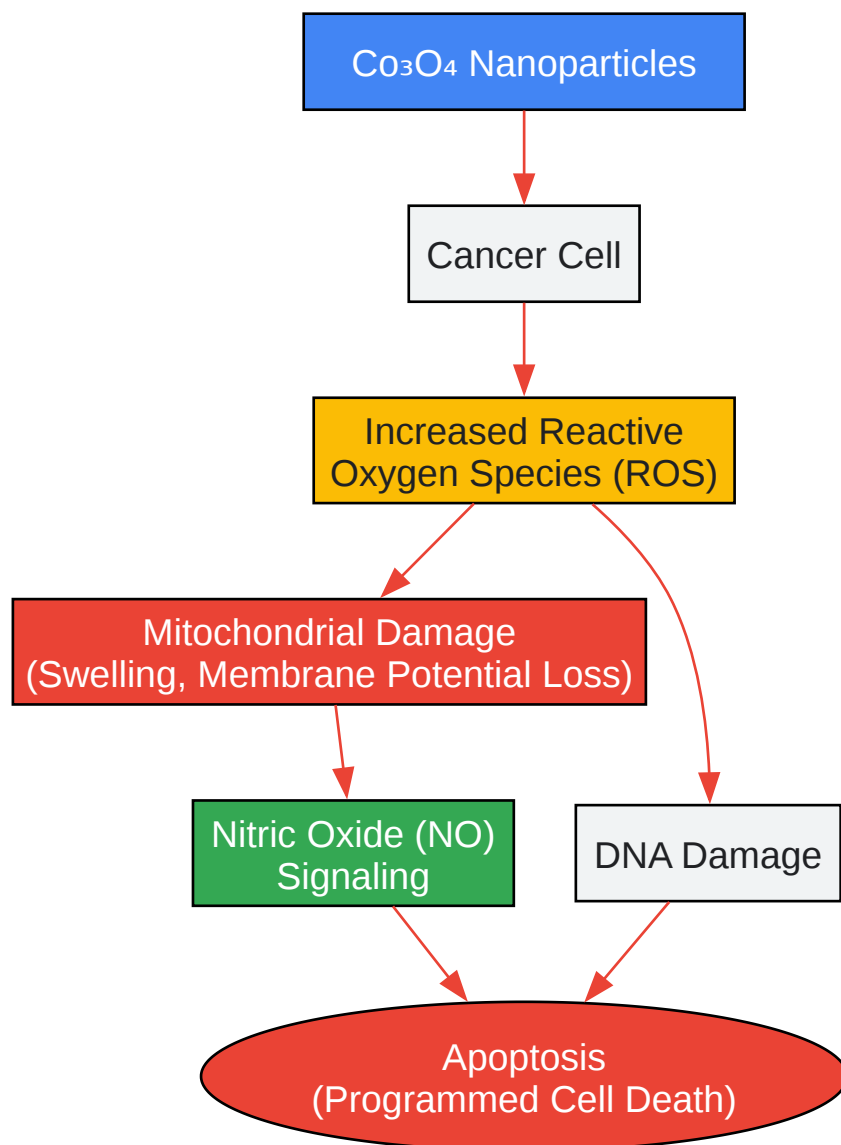 Co₃O₄ Nanoparticles
Cancer Cell
Increased Reactive
Oxygen Species (ROS)
Mitochondrial Damage
(Swelling, Membrane Potential Loss)
Nitric Oxide (NO)
Signaling
DNA Damage
Apoptosis
(Programmed Cell Death)